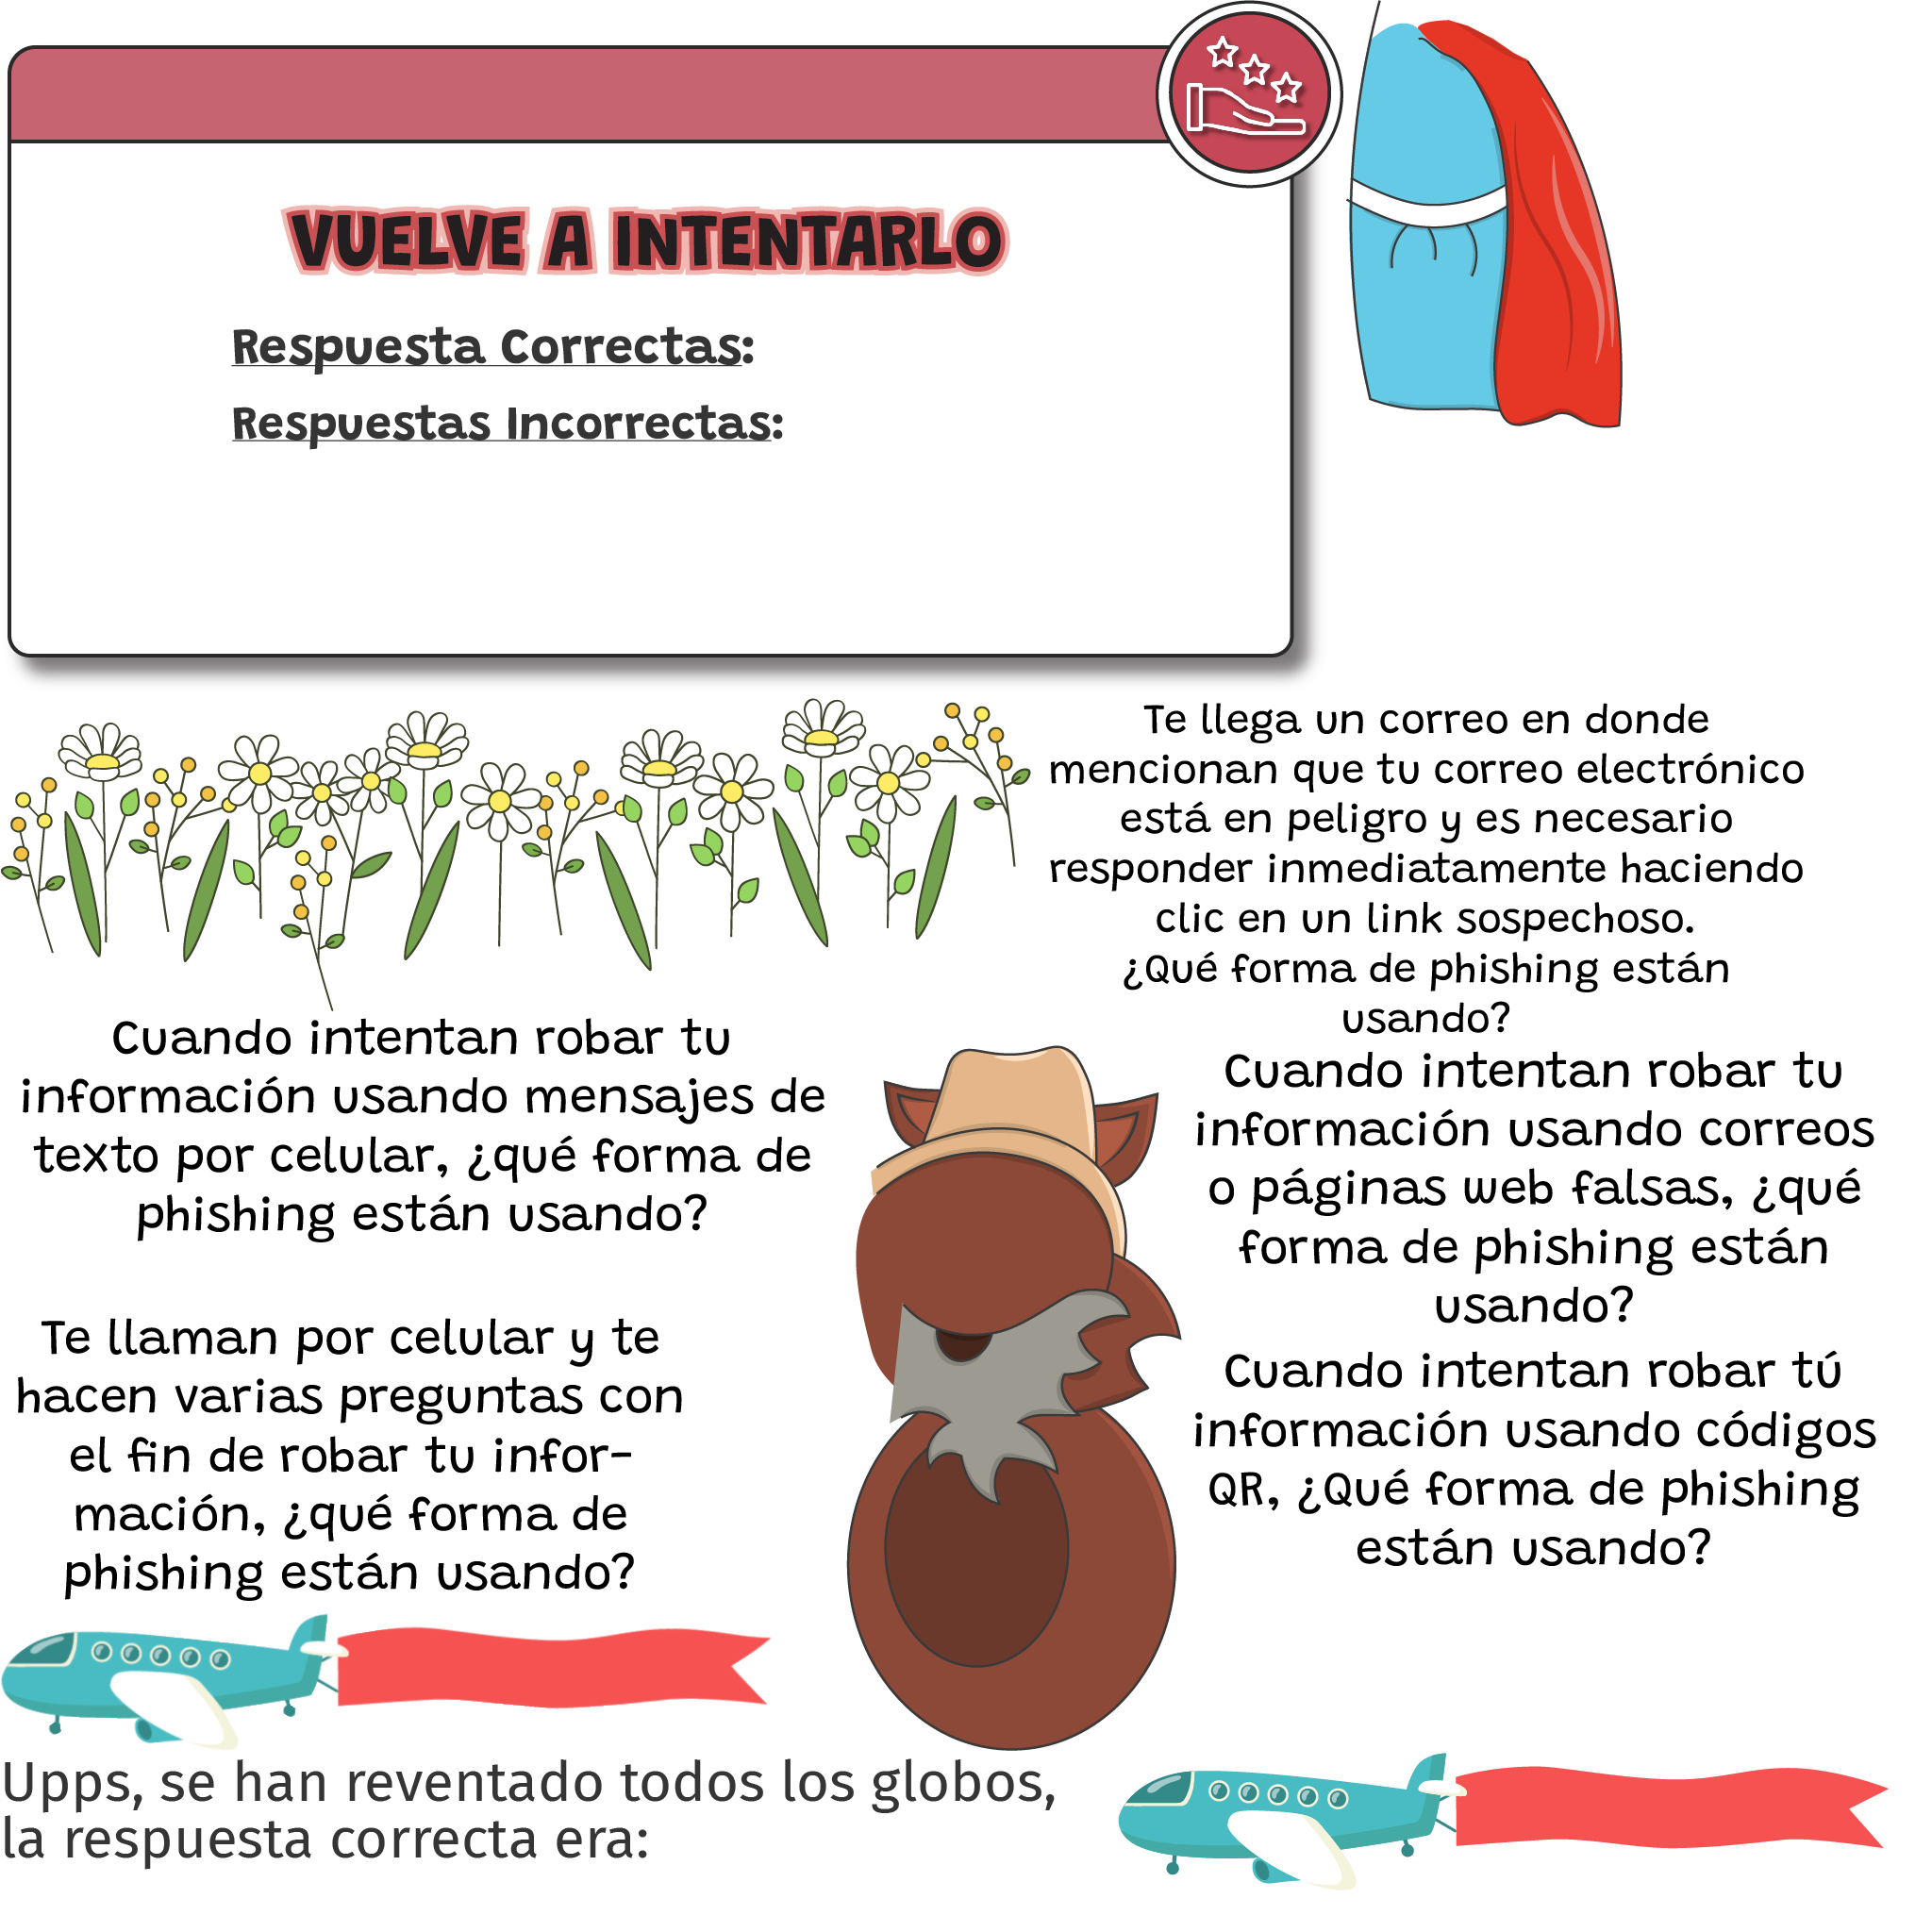 VUELVE A INTENTARLO
Respuesta Correctas:
Respuestas Incorrectas:
Te llega un correo en donde
mencionan que tu correo electrónico
está en peligro y es necesario
responder inmediatamente haciendo
clic en un link sospechoso.
¿Qué forma de phishing están
usando?
Cuando intentan robar tu
información usando mensajes de
texto por celular, ¿qué forma de
phishing están usando?
Cuando intentan robar tu
información usando correos
o páginas web falsas, ¿qué
forma de phishing están
usando?
Te llaman por celular y te
hacen varias preguntas con
el fin de robar tu infor-
mación, ¿qué forma de
phishing están usando?
Cuando intentan robar tú
información usando códigos
QR, ¿Qué forma de phishing
están usando?
Upps, se han reventado todos los globos,
la respuesta correcta era: